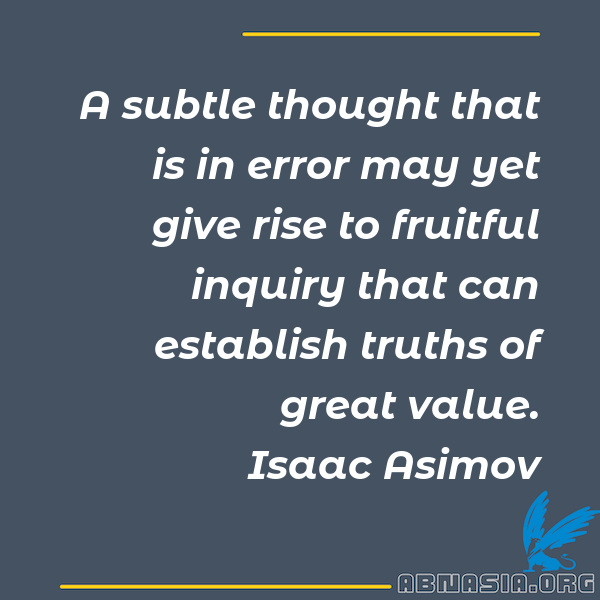 A subtle thought that
is in error may yet
give rise to fruitful
inquiry that can
establish truths of
great value.
Isaac Asimov
ABNASIA.ORG